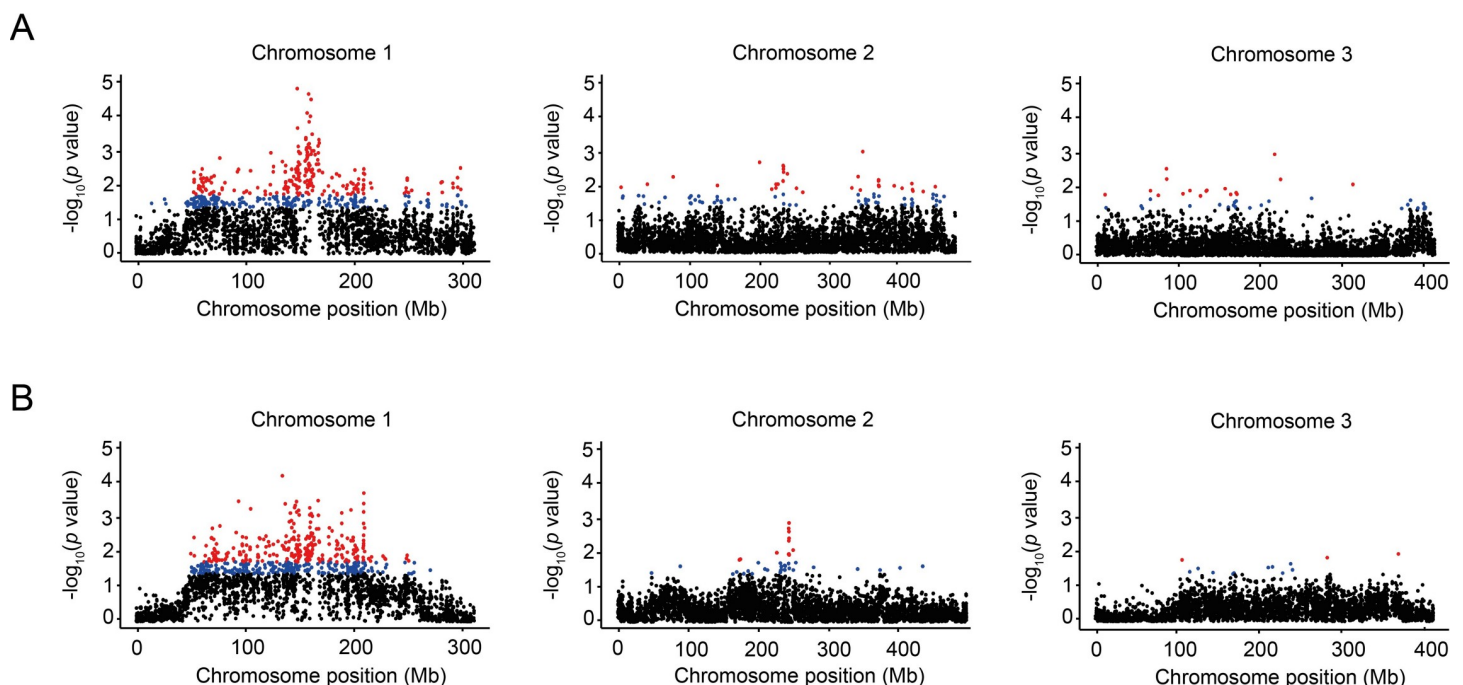 A
Chromosome 1
Chromosome 2
Chromosome 3
-log10(p value)
5
4
3
2
1
0
0 100 200 300
Chromosome position (Mb)
-log10(p value)
5
4
3
2
1
0
0 100 200 300 400
Chromosome position (Mb)
-log10(p value)
5
4
3
2
1
0
0 100 200 300 400
Chromosome position (Mb)
B
Chromosome 1
Chromosome 2
Chromosome 3
-log10(p value)
5
4
3
2
1
0
0 100 200 300
Chromosome position (Mb)
-log10(p value)
5
4
3
2
1
0
0 100 200 300 400
Chromosome position (Mb)
-log10(p value)
5
4
3
2
1
0
0 100 200 300 400
Chromosome position (Mb)